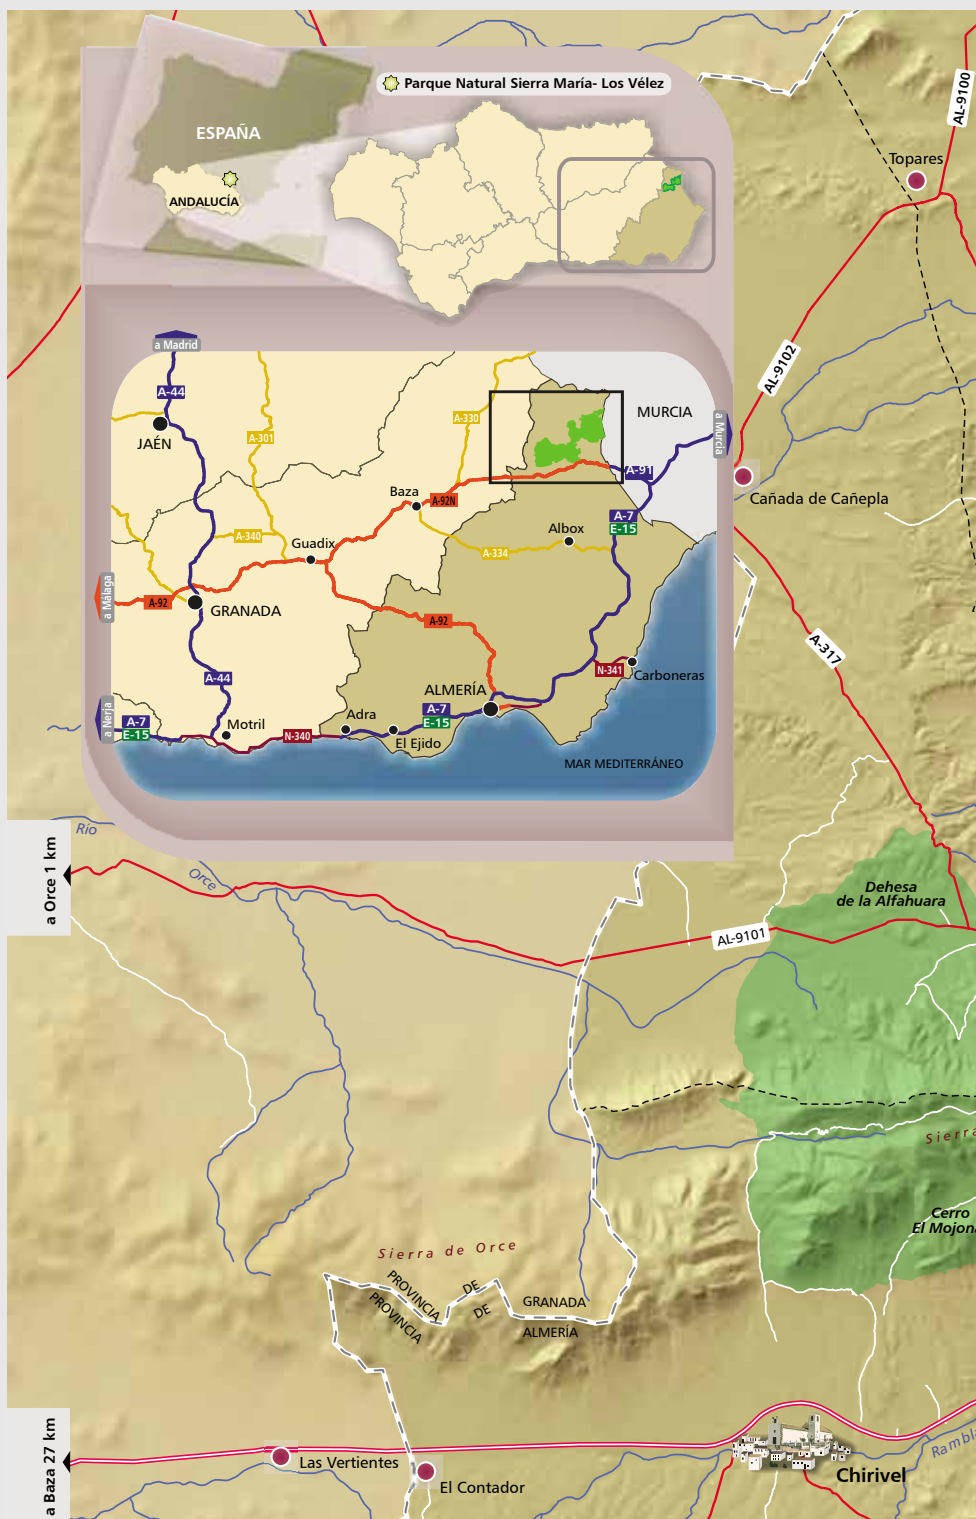 Parque Natural Sierra María- Los Vélez
ESPAÑA
ANDALUCÍA
AL-9100
Topares
AL-9102
Cañada de Cañepla
A-317
a Madrid
A-44
JAÉN
A-301
A-330
MURCIA
a Murcia
A-91
Baza
A-92N
A-7
E-15
Albox
A-340
Guadix
A-334
a Málaga
A-92
GRANADA
A-92
A-44
N-341
Carboneras
ALMERÍA
a Nerja
A-7
E-15
Motril
N-340
Adra
A-7
E-15
El Ejido
MAR MEDITERRÁNEO
Río
Orce
a Orce 1 km
Dehesa
de la Alfahuara
AL-9101
Sierra
Cerro
El Mojona
Sierra de Orce
PROVINCIA DE GRANADA
PROVINCIA DE ALMERÍA
a Baza 27 km
Las Vertientes
El Contador
Chirivel
Rambla